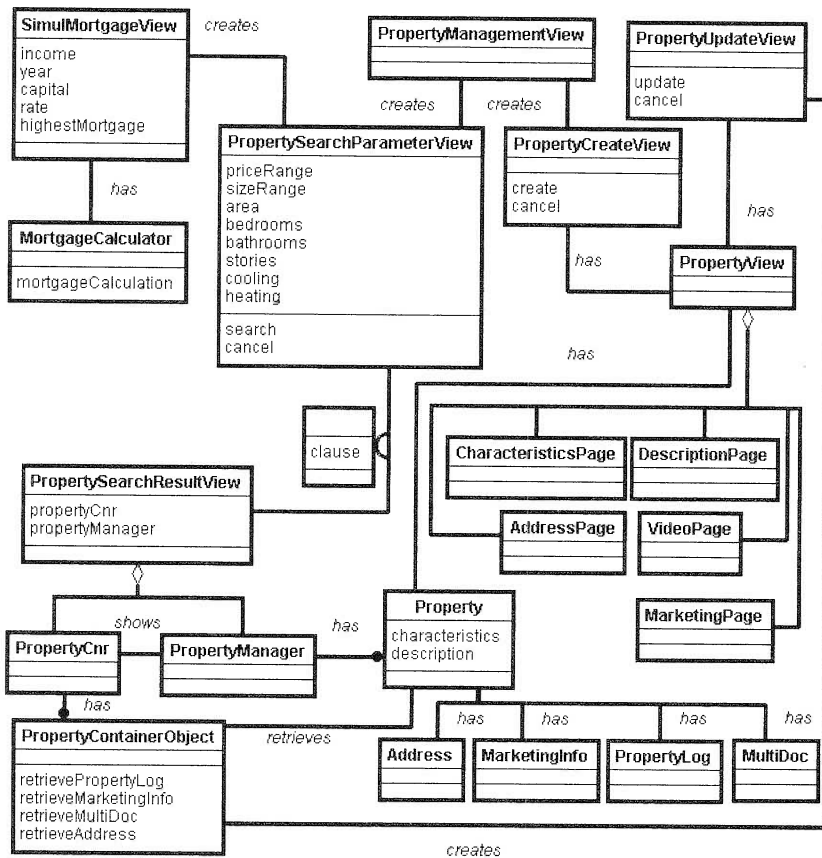 SimulMortgageView
income
year
capital
rate
highestMortgage
creates
PropertyManagementView
creates
creates
PropertyUpdateView
update
cancel
has
MortgageCalculator
mortgageCalculation
PropertySearchParameterView
priceRange
sizeRange
area
bedrooms
bathrooms
stories
cooling
heating
search
cancel
PropertyCreateView
create
cancel
has
has
PropertyView
has
clause
CharacteristicsPage
DescriptionPage
AddressPage
VideoPage
MarketingPage
PropertySearchResultView
propertyCnr
propertyManager
shows
has
PropertyCnr
PropertyManager
Property
characteristics
description
has
PropertyContainerObject
retrievePropertyLog
retrieveMarketingInfo
retrieveMultiDoc
retrieveAddress
retrieves
has
has
has
has
Address
MarketingInfo
PropertyLog
MultiDoc
creates